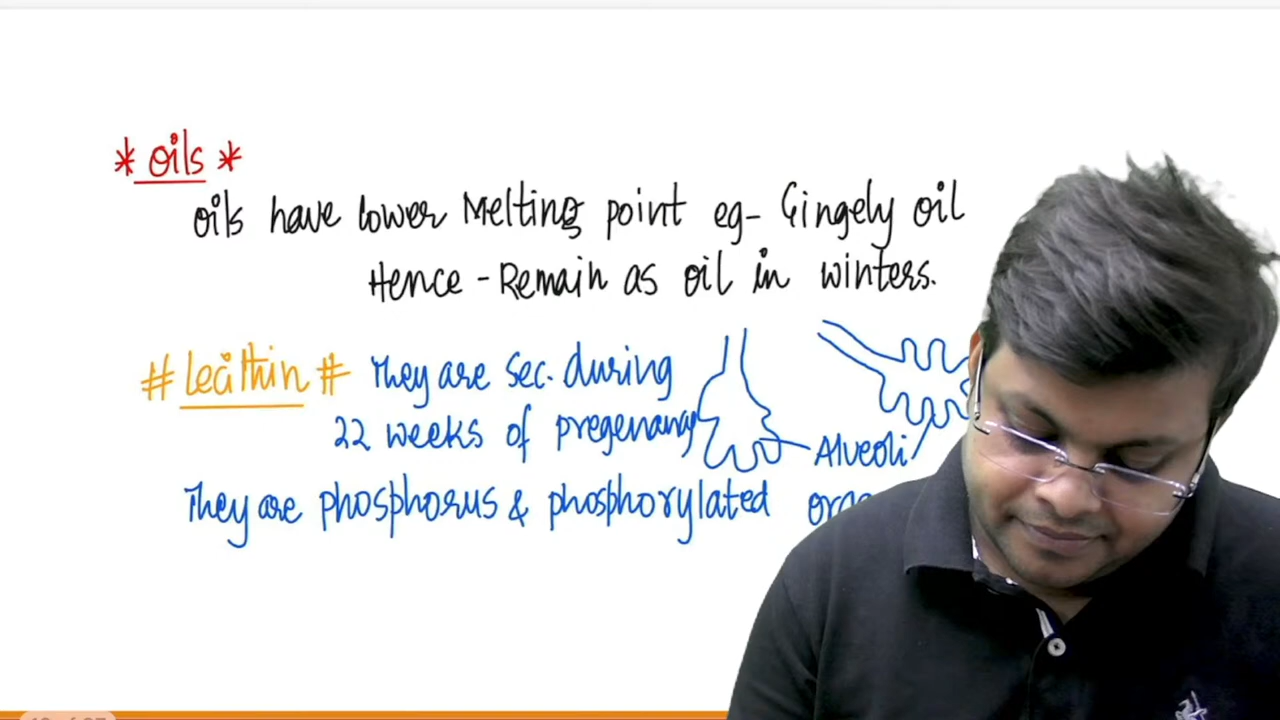 * oils *
oils have lower Melting point eg- Gingely oil
Hence - Remain as oil in winters.
# lecithin # They are sec. during
22 weeks of pregenancy
Alveoli
They are phosphorus & phosphorylated